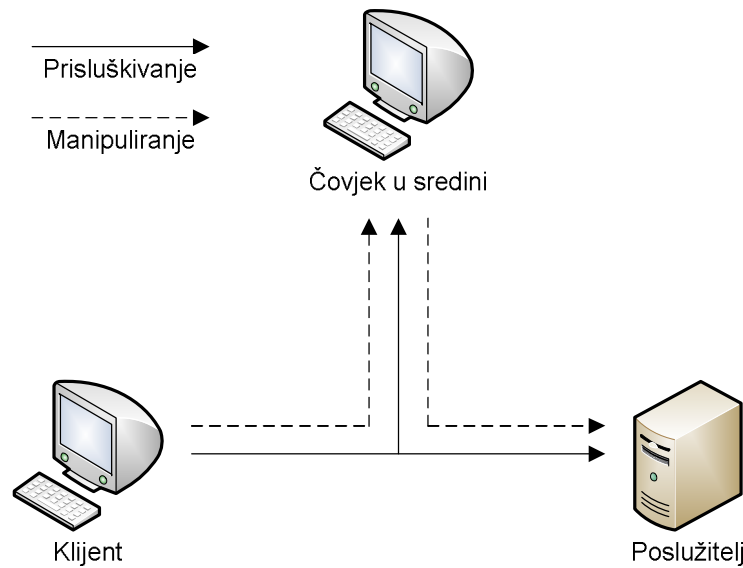 Prisluškivanje
Manipuliranje
Čovjek u sredini
Klijent
Poslužitelj